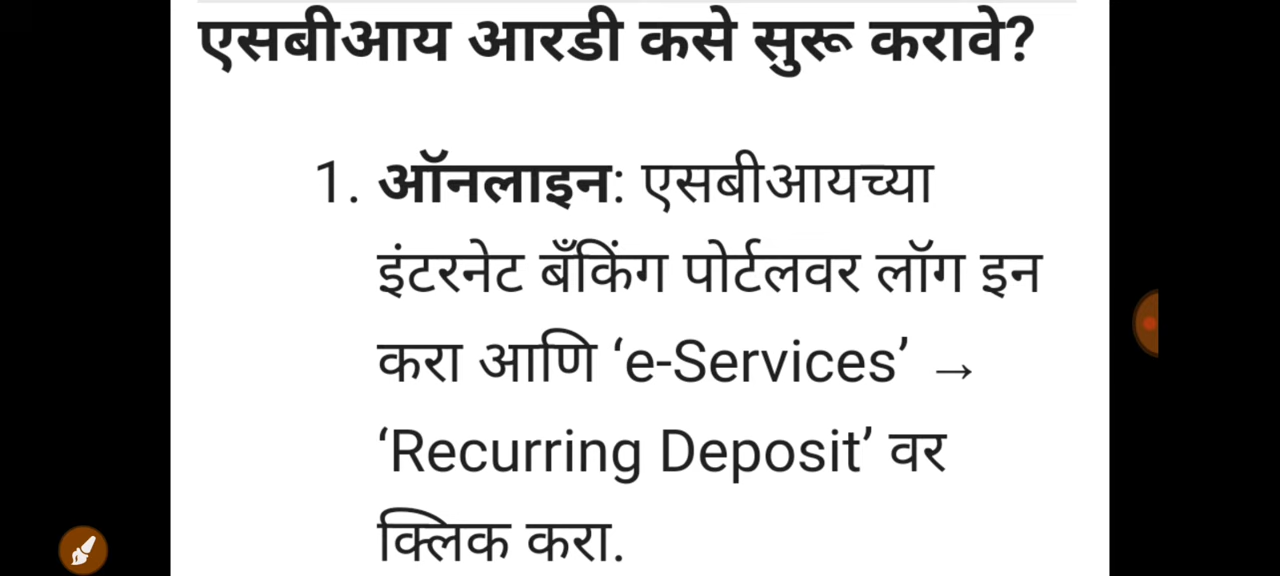 एसबीआय आरडी कसे सुरू करावे?
1. ऑनलाइन: एसबीआयच्या
इंटरनेट बँकिंग पोर्टलवर लॉग इन
करा आणि ‘e-Services’ →
‘Recurring Deposit’ वर
क्लिक करा.